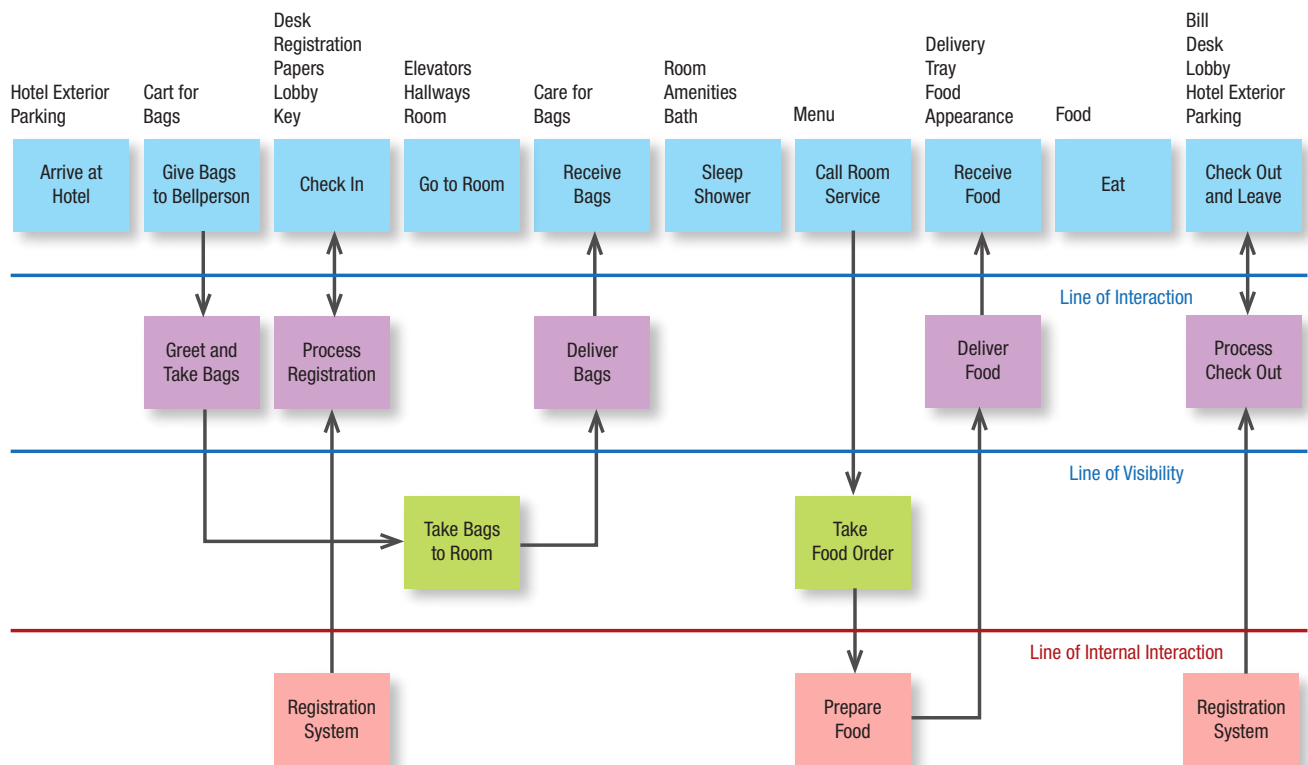 Hotel Exterior
Parking
Cart for
Bags
Desk
Registration
Papers
Lobby
Key
Elevators
Hallways
Room
Care for
Bags
Room
Amenities
Bath
Menu
Delivery
Tray
Food
Appearance
Food
Bill
Desk
Lobby
Hotel Exterior
Parking
Arrive at
Hotel
Give Bags
to Bellperson
Check In
Go to Room
Receive
Bags
Sleep
Shower
Call Room
Service
Receive
Food
Eat
Check Out
and Leave
Line of Interaction
Greet and
Take Bags
Process
Registration
Deliver
Bags
Deliver
Food
Process
Check Out
Line of Visibility
Take Bags
to Room
Take
Food Order
Line of Internal Interaction
Registration
System
Prepare
Food
Registration
System